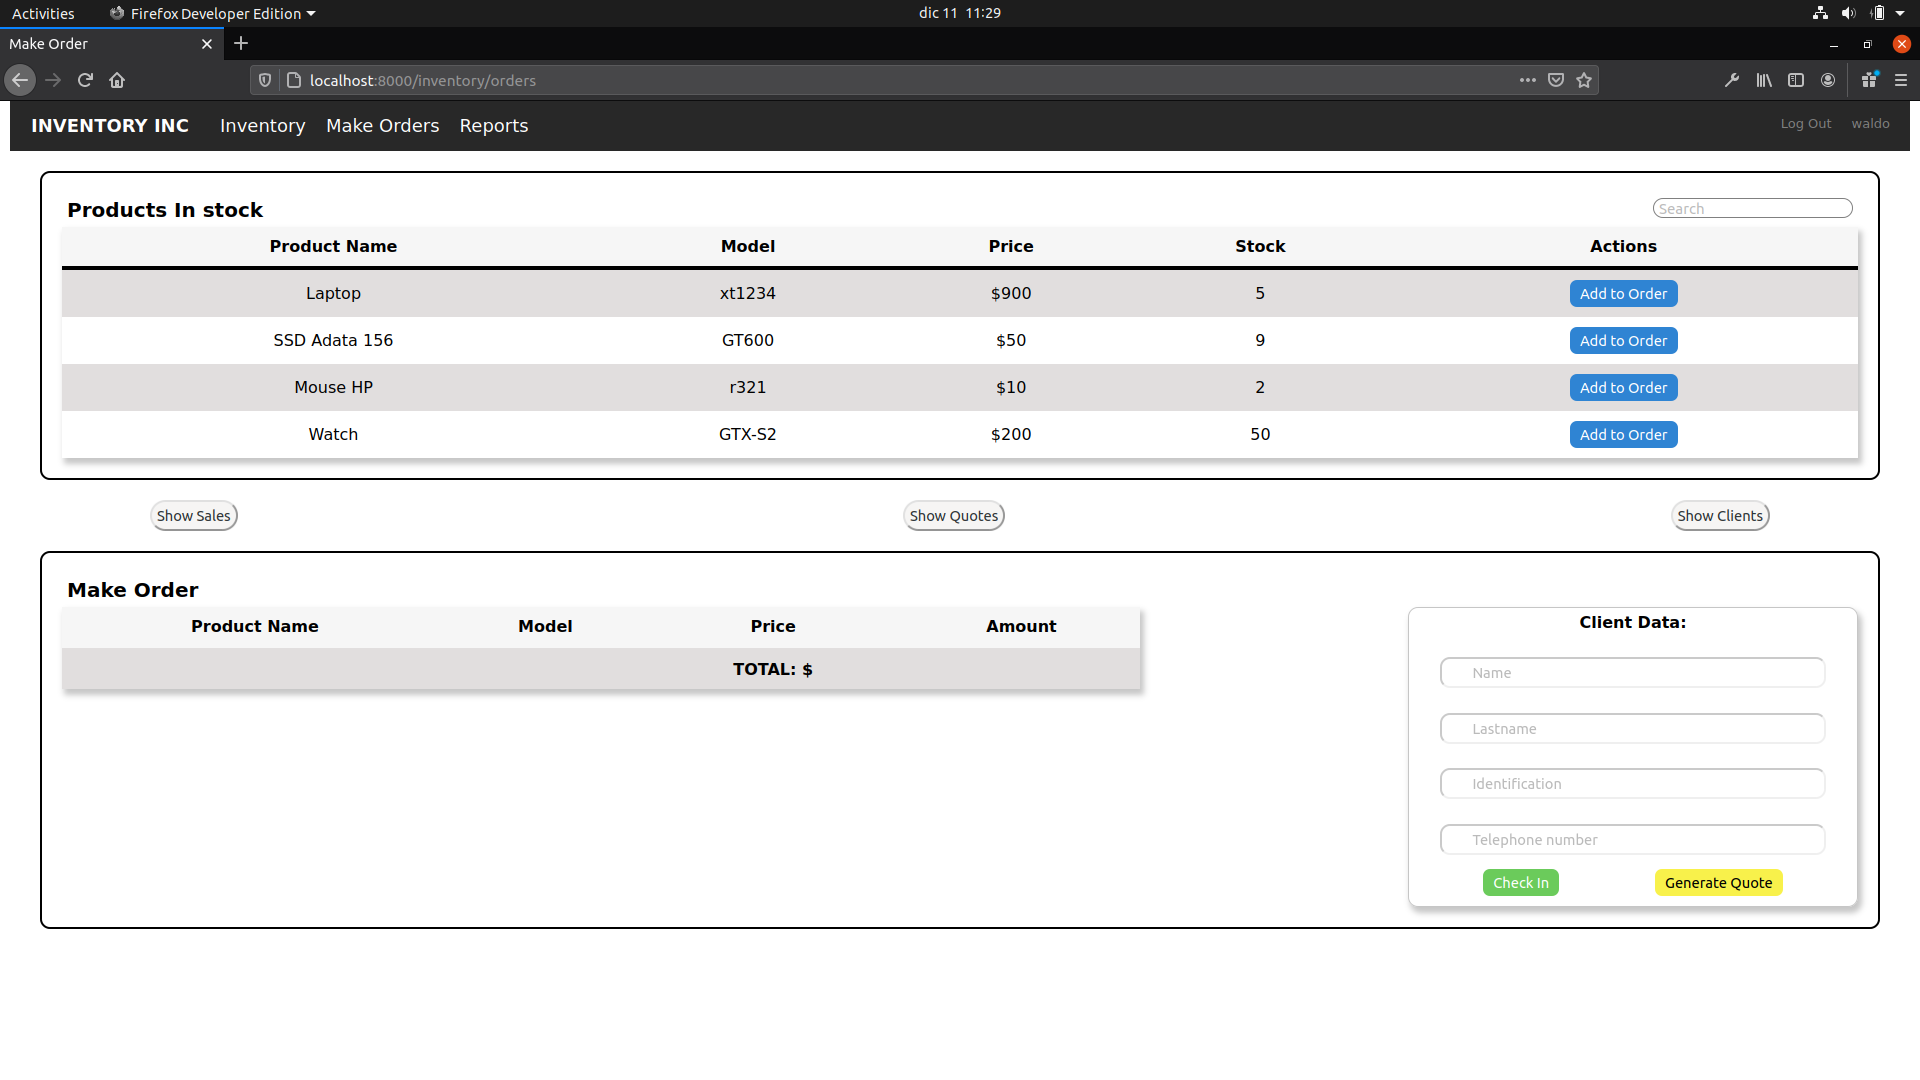 Activities Firefox Developer Edition dic 11 11:29
Make Order
localhost:8000/inventory/orders
INVENTORY INC Inventory Make Orders Reports Log Out waldo
Products In stock Search
Product Name Model Price Stock Actions
Laptop xt1234 $900 5 Add to Order
SSD Adata 156 GT600 $50 9 Add to Order
Mouse HP r321 $10 2 Add to Order
Watch GTX-S2 $200 50 Add to Order
Show Sales Show Quotes Show Clients
Make Order
Product Name Model Price Amount
TOTAL: $
Client Data:
Name
Lastname
Identification
Telephone number
Check In Generate Quote